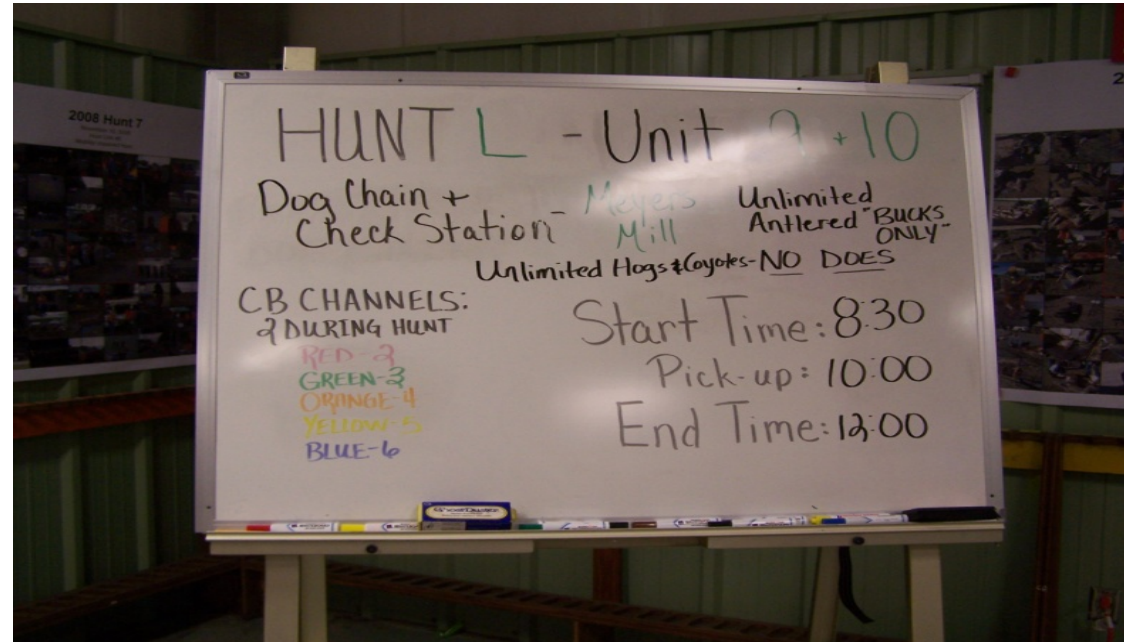 2008 Hunt 7
HUNT L - Unit 9 + 10
Dog Chain +
Check Station -
Meyers
Mill
Unlimited
Antlered "BUCKS
ONLY"
Unlimited Hogs & Coyotes - NO DOES
CB CHANNELS:
2 DURING HUNT
RED - 2
GREEN - 3
ORANGE - 4
YELLOW - 5
BLUE - 6
Start Time: 8:30
Pick-up: 10:00
End Time: 12:00
2